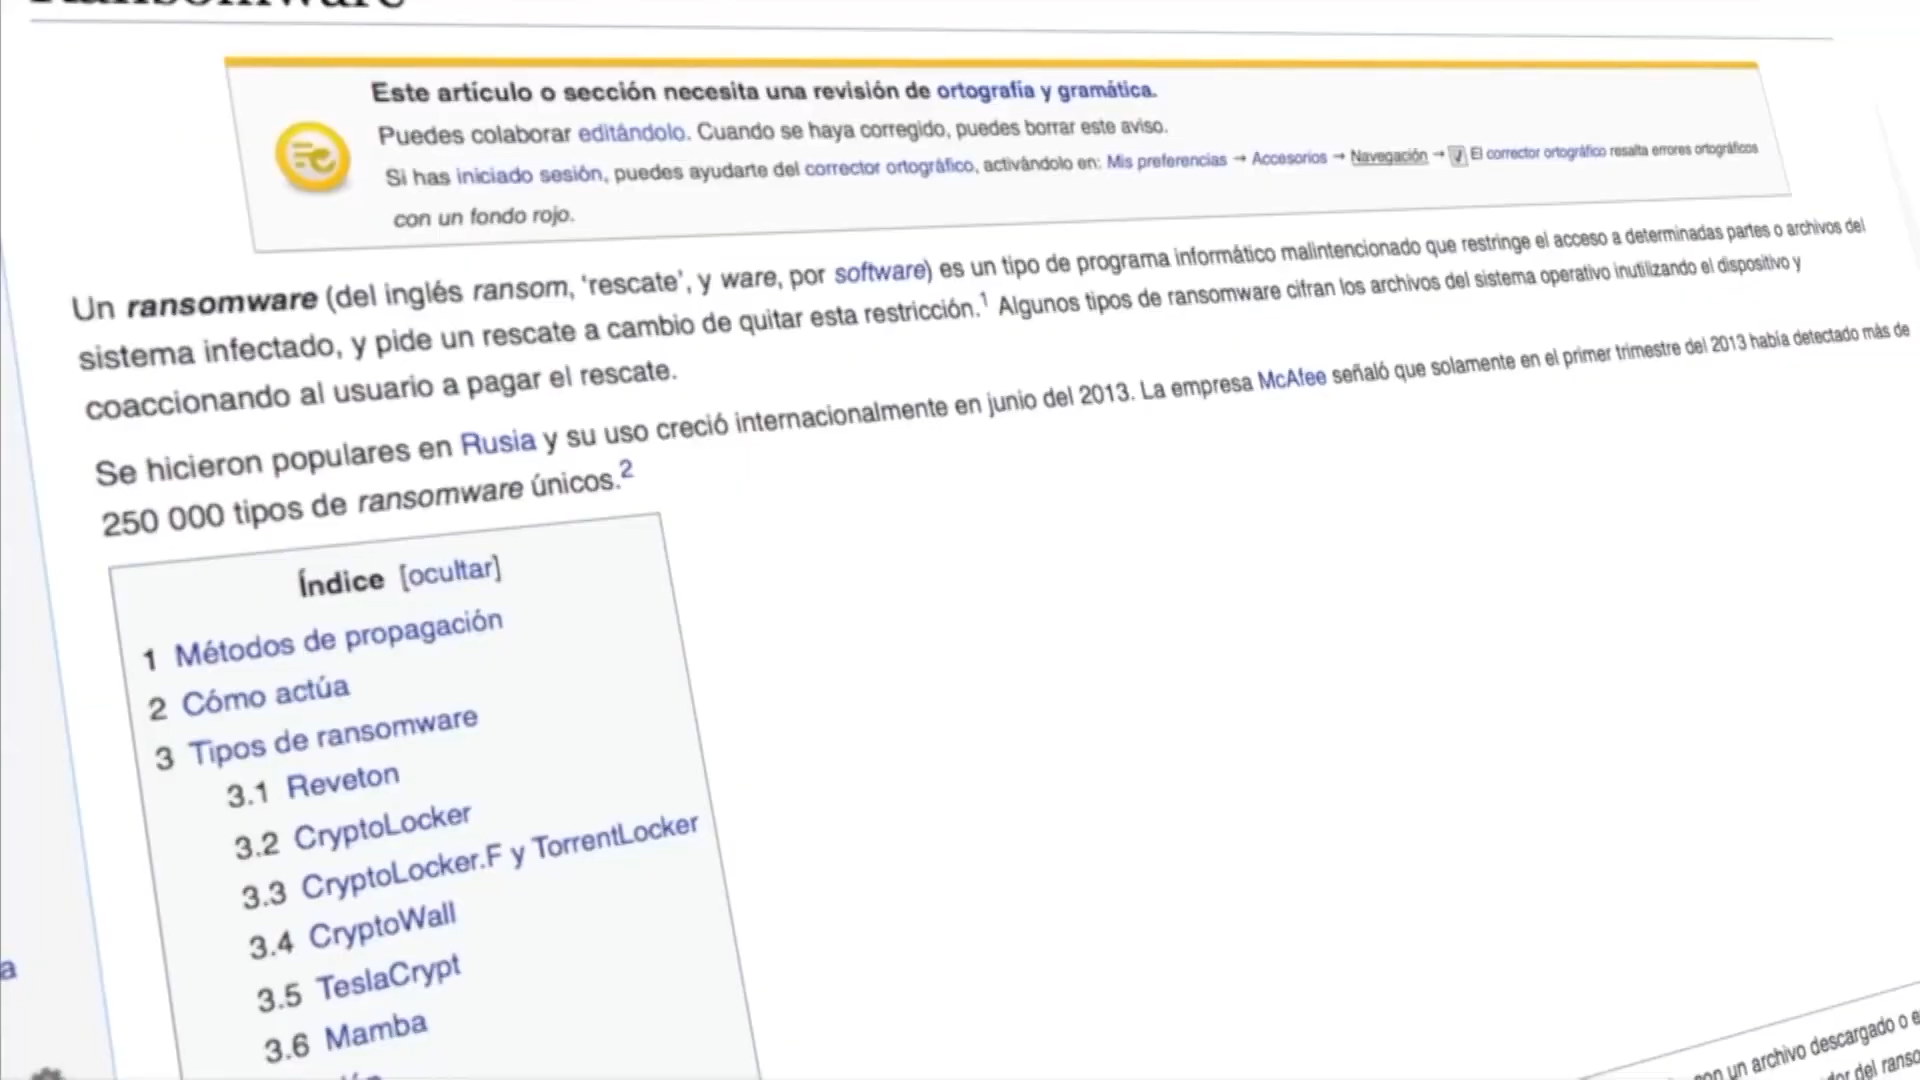 Ransomware
Este artículo o sección necesita una revisión de ortografía y gramática.
Puedes colaborar editándolo. Cuando se haya corregido, puedes borrar este aviso.
Si has iniciado sesión, puedes ayudarte del corrector ortográfico, activándolo en: Mis preferencias → Accesorios → Navegación → El corrector ortográfico resalta errores ortográficos
con un fondo rojo.
Un ransomware (del inglés ransom, ‘rescate’, y ware, por software) es un tipo de programa informático malintencionado que restringe el acceso a determinadas partes o archivos del
sistema infectado, y pide un rescate a cambio de quitar esta restricción.1 Algunos tipos de ransomware cifran los archivos del sistema operativo inutilizando el dispositivo y
coaccionando al usuario a pagar el rescate.
Se hicieron populares en Rusia y su uso creció internacionalmente en junio del 2013. La empresa McAfee señaló que solamente en el primer trimestre del 2013 había detectado más de
250 000 tipos de ransomware únicos.2
Índice [ocultar]
1 Métodos de propagación
2 Cómo actúa
3 Tipos de ransomware
3.1 Reveton
3.2 CryptoLocker
3.3 CryptoLocker.F y TorrentLocker
3.4 CryptoWall
3.5 TeslaCrypt
3.6 Mamba
a
un archivo descargado o
del